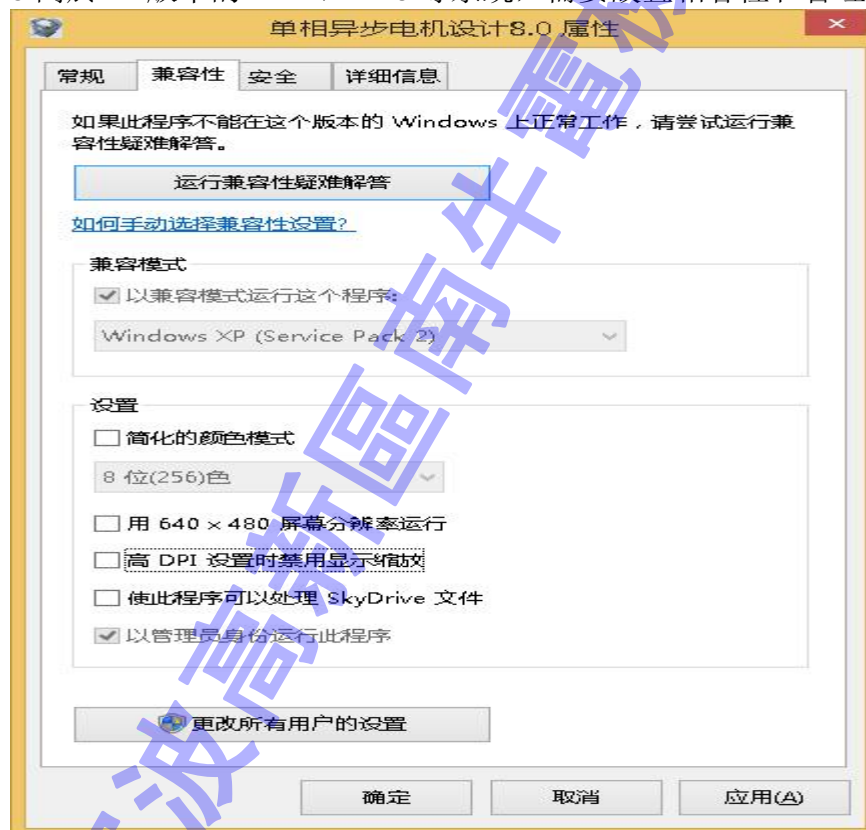 单相异步电机设计8.0 属性
常规 兼容性 安全 详细信息
如果此程序不能在这个版本的 Windows 上正常工作，请尝试运行兼
容性疑难解答。
运行兼容性疑难解答
如何手动选择兼容性设置?
兼容模式
以兼容模式运行这个程序:
Windows XP (Service Pack 2)
设置
简化的颜色模式
8 位(256)色
用 640 × 480 屏幕分辨率运行
高 DPI 设置时禁用显示缩放
使此程序可以处理 SkyDrive 文件
以管理员身份运行此程序
更改所有用户的设置
确定 取消 应用(A)
波高新區南牛電機